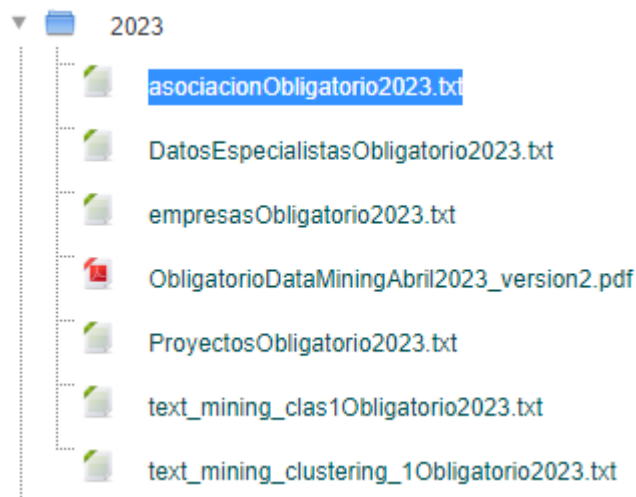 2023
asociacionObligatorio2023.txt
DatosEspecialistasObligatorio2023.txt
empresasObligatorio2023.txt
ObligatorioDataMiningAbril2023_version2.pdf
ProyectosObligatorio2023.txt
text_mining_clas1Obligatorio2023.txt
text_mining_clustering_1Obligatorio2023.txt